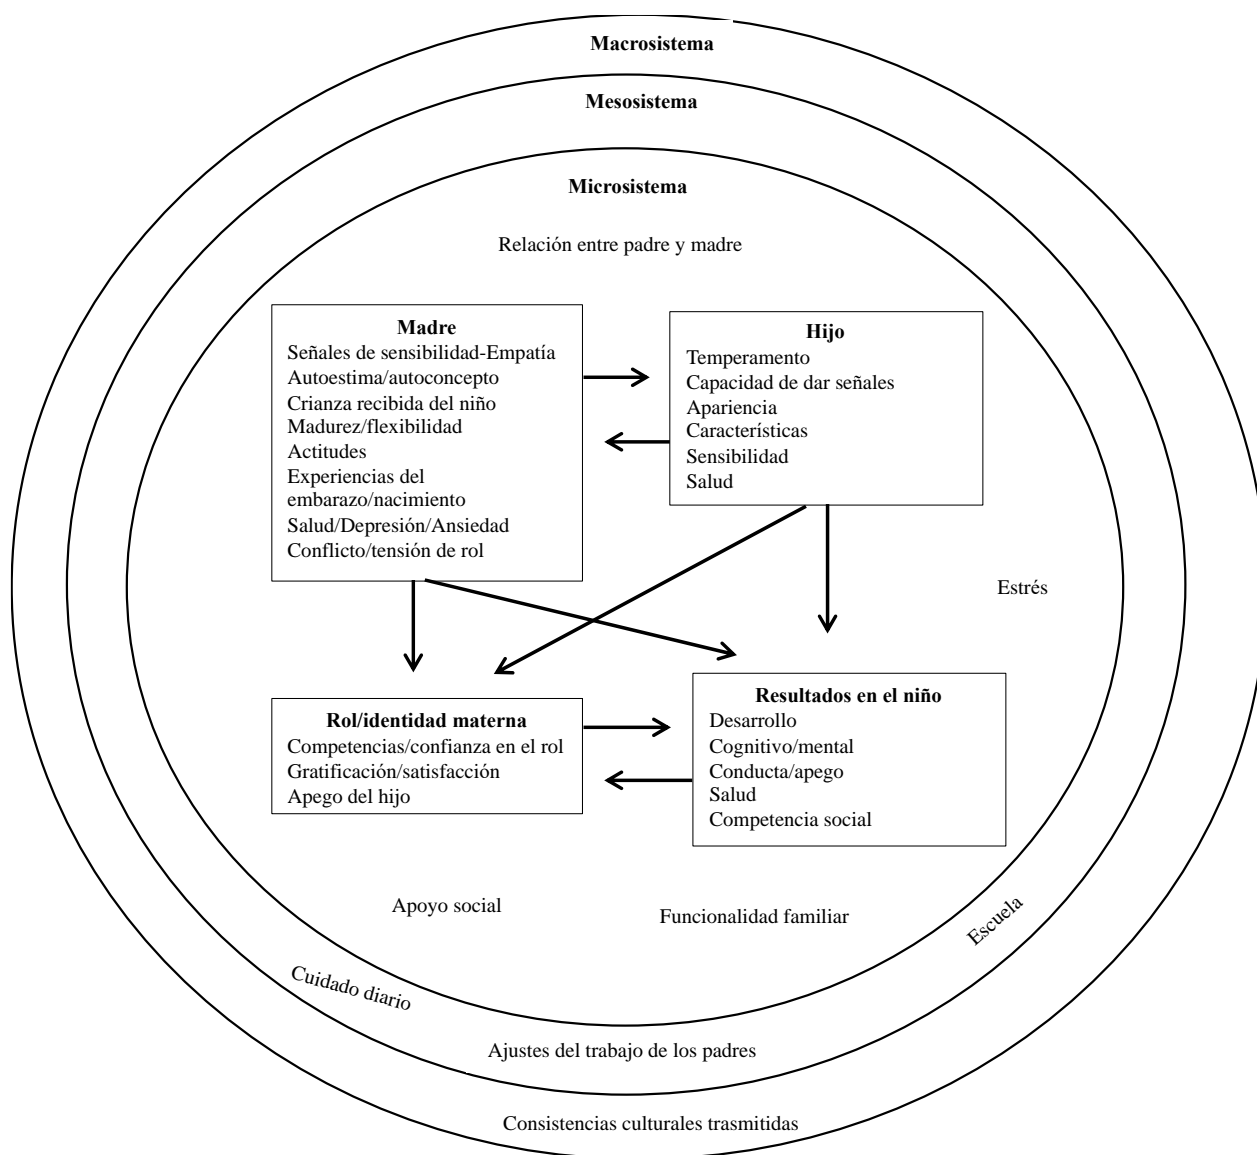 Macrosistema
Mesosistema
Microsistema
Relación entre padre y madre
Madre
Señales de sensibilidad-Empatía
Autoestima/autoconcepto
Crianza recibida del niño
Madurez/flexibilidad
Actitudes
Experiencias del
embarazo/nacimiento
Salud/Depresión/Ansiedad
Conflicto/tensión de rol
Hijo
Temperamento
Capacidad de dar señales
Apariencia
Características
Sensibilidad
Salud
Estrés
Rol/identidad materna
Competencias/confianza en el rol
Gratificación/satisfacción
Apego del hijo
Resultados en el niño
Desarrollo
Cognitivo/mental
Conducta/apego
Salud
Competencia social
Apoyo social
Funcionalidad familiar
Escuela
Cuidado diario
Ajustes del trabajo de los padres
Consistencias culturales trasmitidas